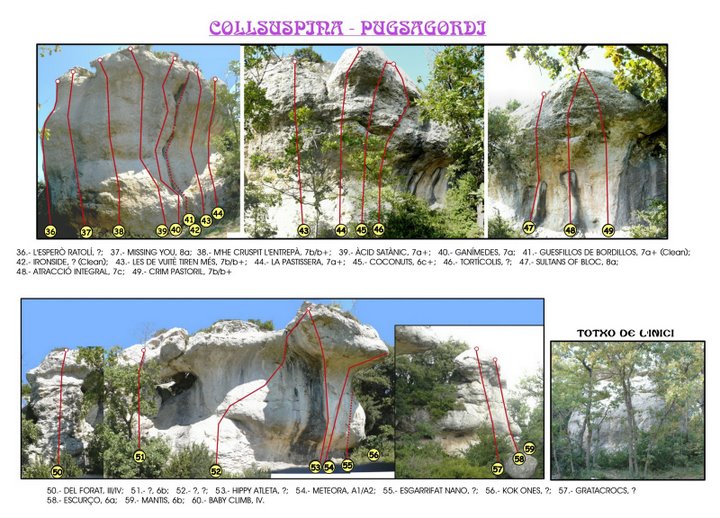 COLLSUSPINA - PUGSAGORDI
36 37 38 39 40 41 42 43 44
43 44 45 46
47 48 49
36.- L'ESPERÒ RATOLÍ, ?; 37.- MISSING YOU, 8a; 38.- M'HE CRUSPIT L'ENTREPÀ, 7b/b+; 39.- ÀCID SATÀNIC, 7a+; 40.- GANÍMEDES, 7a; 41.- GUESFILLOS DE BORDILLOS, 7a+ (Clean);
42.- IRONSIDE, ? (Clean); 43.- LES DE VUITÈ TIREN MÉS, 7b/b+; 44.- LA PASTISSERA, 7a+; 45.- COCONUTS, 6c+; 46.- TORTÍCOLIS, ?; 47.- SULTANS OF BLOC, 8a;
48.- ATRACCIÓ INTEGRAL, 7c; 49.- CRIM PASTORIL, 7b/b+
TOTXO DE L'INICI
50 51 52 53 54 55 56 57 58 59
50.- DEL FORAT, III/IV; 51.- ?, 6b; 52.- ?, ?; 53.- HIPPY ATLETA, ?; 54.- METEORA, A1/A2; 55.- ESGARRIFAT NANO, ?; 56.- KOK ONES, ?; 57.- GRATACROCS, ?
58.- ESCURÇO, 6a; 59.- MANTIS, 6b; 60.- BABY CLIMB, IV.